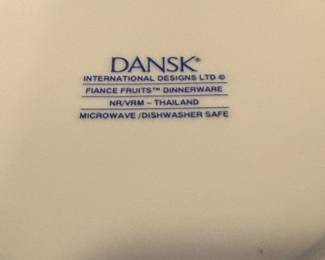 DANSK®
INTERNATIONAL DESIGNS LTD ©
FIANCE FRUITS™ DINNERWARE
NR/VRM – THAILAND
MICROWAVE / DISHWASHER SAFE